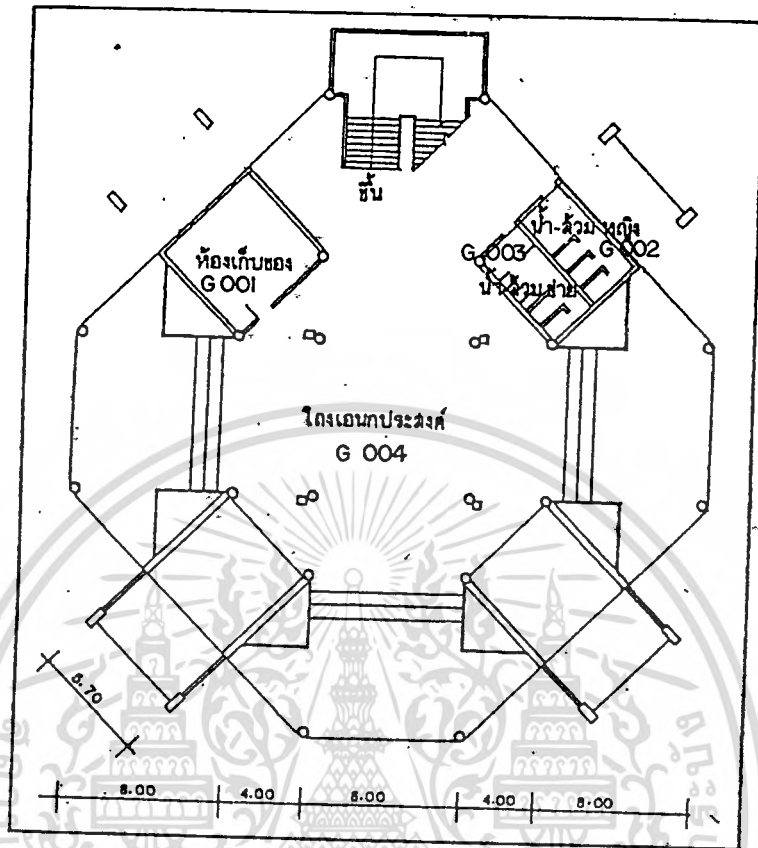 ขึ้น
ห้องเก็บของ
G 001
น้ำ-ส้วม หญิง
G 002
G 003
น้ำ-ส้วม ชาย
โถงเอนกประสงค์
G 004
5.70
8.00 4.00 8.00 4.00 8.00